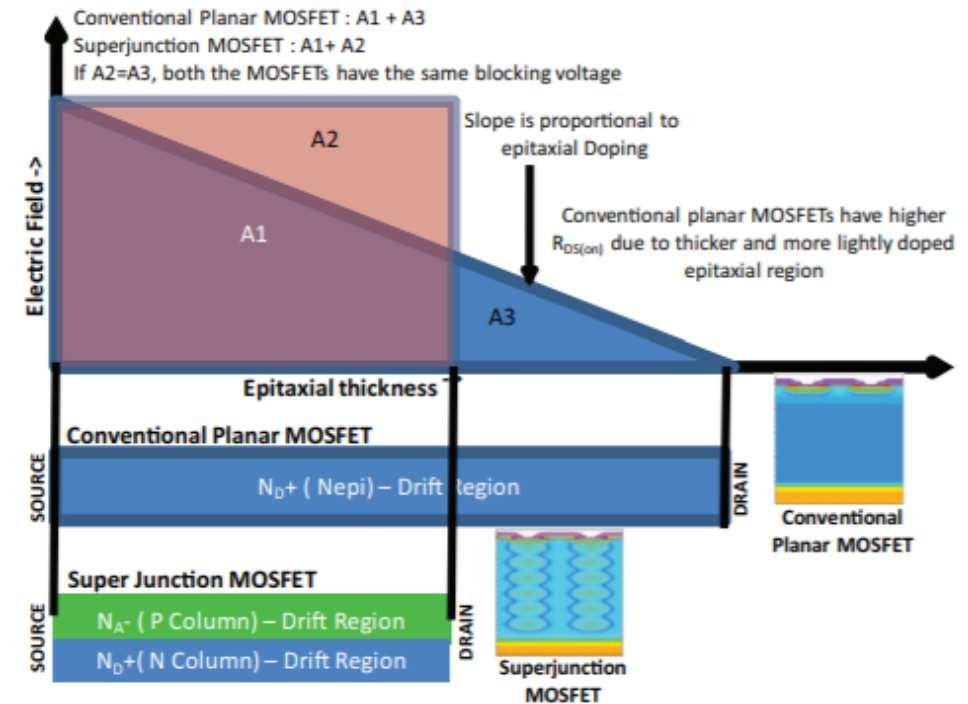 Conventional Planar MOSFET : A1 + A3
Superjunction MOSFET : A1+ A2
If A2=A3, both the MOSFETs have the same blocking voltage
Slope is proportional to
epitaxial Doping
A2
Electric Field ->
A1
Conventional planar MOSFETs have higher
RDS(on) due to thicker and more lightly doped
epitaxial region
A3
Epitaxial thickness ->
Conventional Planar MOSFET
SOURCE
ND+ ( Nepi) – Drift Region
DRAIN
Conventional
Planar MOSFET
Super Junction MOSFET
SOURCE
NA- ( P Column) – Drift Region
ND+( N Column) – Drift Region
DRAIN
Superjunction
MOSFET